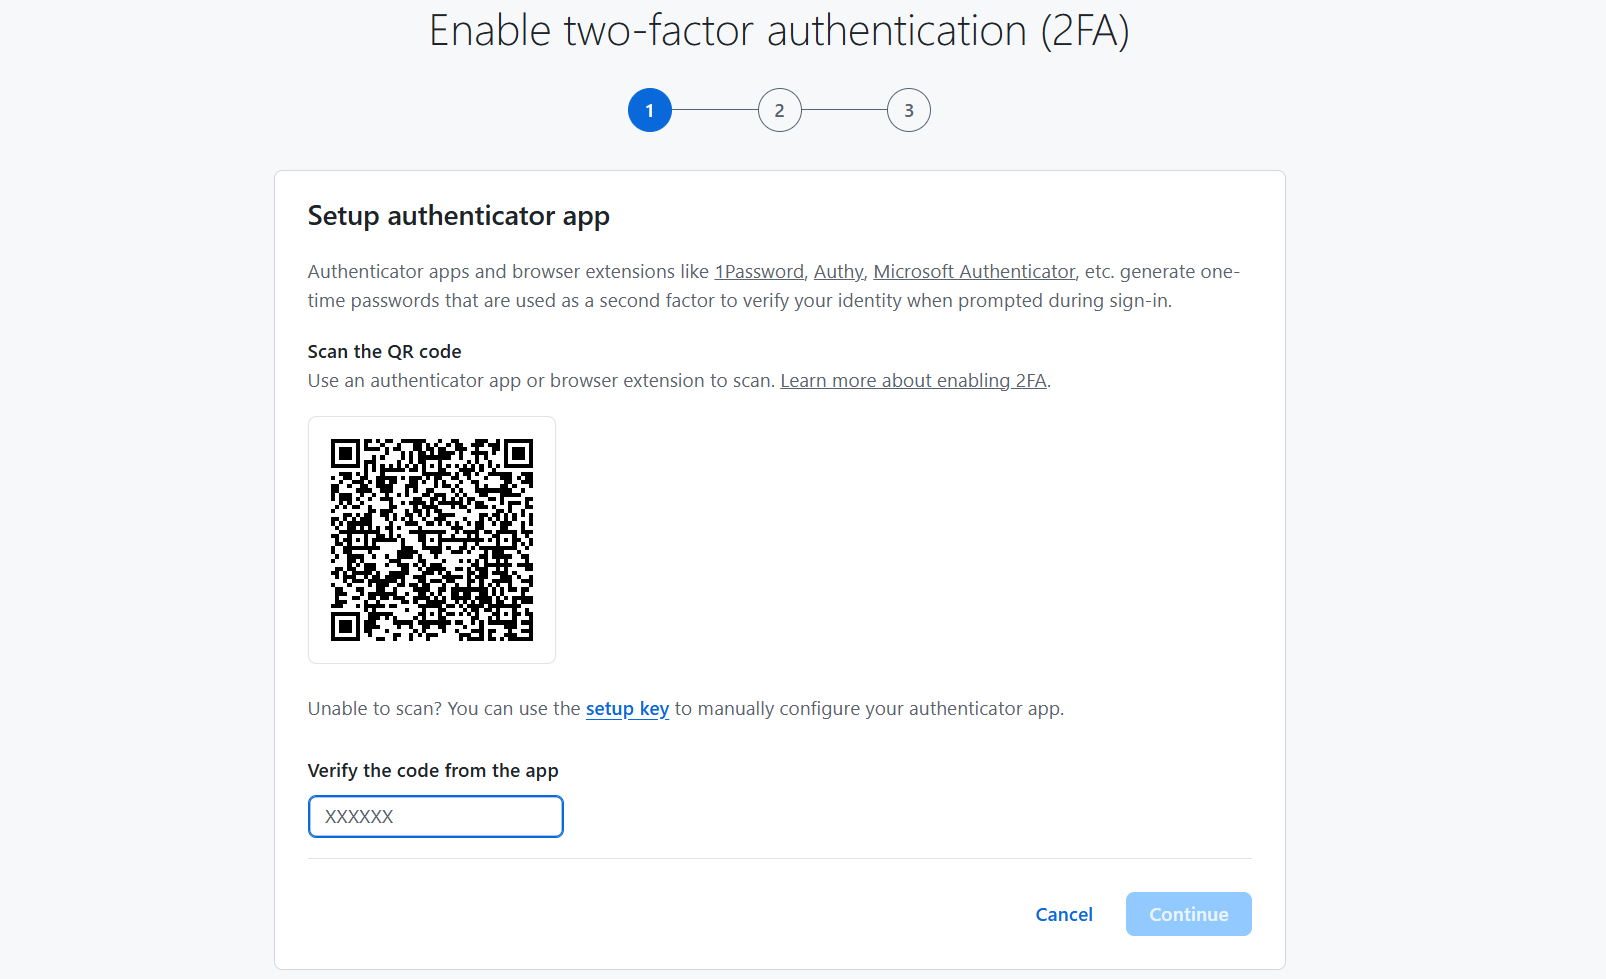 Enable two-factor authentication (2FA)
1 2 3
Setup authenticator app
Authenticator apps and browser extensions like 1Password, Authy, Microsoft Authenticator, etc. generate one-
time passwords that are used as a second factor to verify your identity when prompted during sign-in.
Scan the QR code
Use an authenticator app or browser extension to scan. Learn more about enabling 2FA.
Unable to scan? You can use the setup key to manually configure your authenticator app.
Verify the code from the app
XXXXXX
Cancel Continue